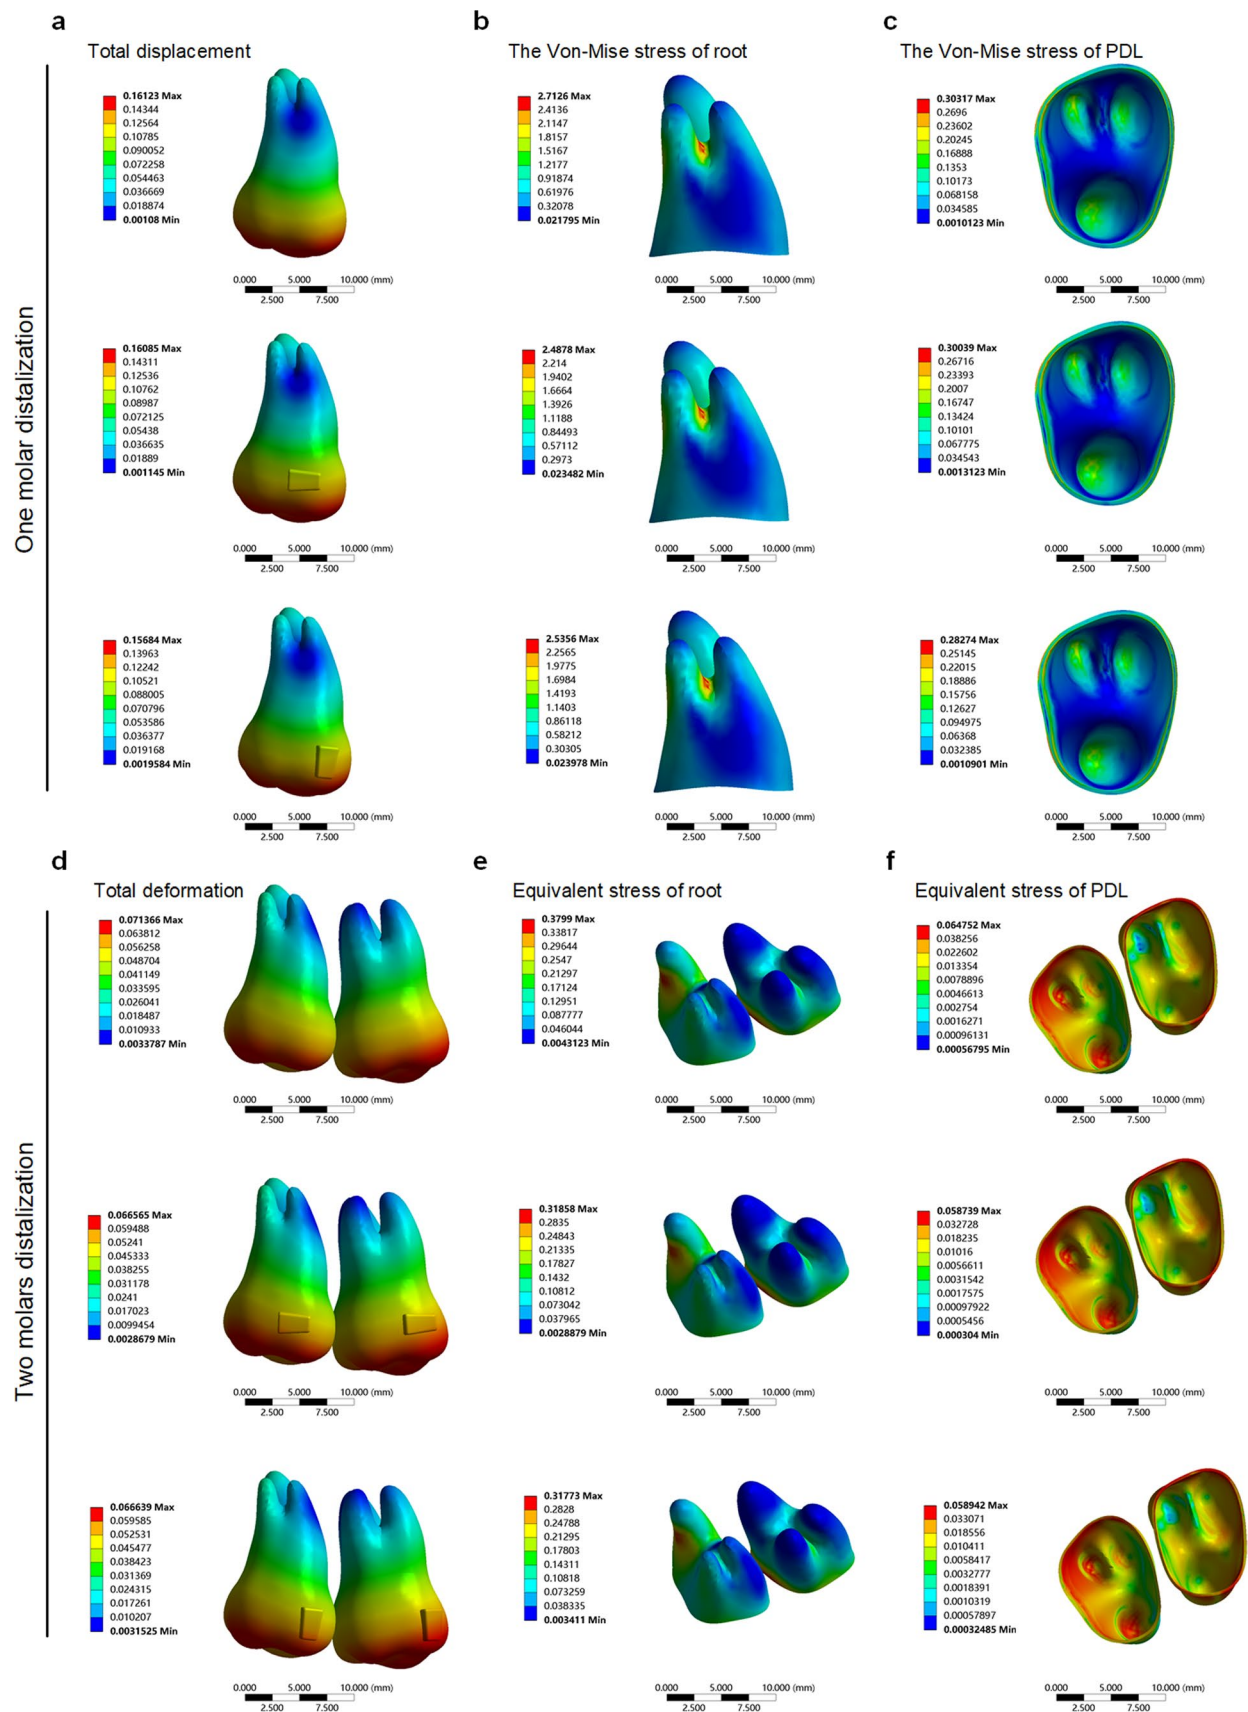 a
b
c
Total displacement
The Von-Mise stress of root
The Von-Mise stress of PDL
One molar distalization
0.16123 Max
0.14344
0.12564
0.10785
0.090052
0.072258
0.054463
0.036669
0.018874
0.00108 Min
0.000 5.000 10.000 (mm)
2.500 7.500
2.7126 Max
2.4136
2.1147
1.8157
1.5167
1.2177
0.91874
0.61976
0.32078
0.021795 Min
0.000 5.000 10.000 (mm)
2.500 7.500
0.30317 Max
0.2696
0.23602
0.20245
0.16888
0.1353
0.10173
0.068158
0.034585
0.0010123 Min
0.000 5.000 10.000 (mm)
2.500 7.500
0.16085 Max
0.14311
0.12536
0.10762
0.08987
0.072125
0.05438
0.036635
0.01889
0.001145 Min
0.000 5.000 10.000 (mm)
2.500 7.500
2.4878 Max
2.214
1.9402
1.6664
1.3926
1.1188
0.84493
0.57112
0.2973
0.023482 Min
0.000 5.000 10.000 (mm)
2.500 7.500
0.30039 Max
0.26716
0.23393
0.2007
0.16747
0.13424
0.10101
0.067775
0.034543
0.0013123 Min
0.000 5.000 10.000 (mm)
2.500 7.500
0.15684 Max
0.13963
0.12242
0.10521
0.088005
0.070796
0.053586
0.036377
0.019168
0.0019584 Min
0.000 5.000 10.000 (mm)
2.500 7.500
2.5356 Max
2.2565
1.9775
1.6984
1.4193
1.1403
0.86118
0.58212
0.30305
0.023978 Min
0.000 5.000 10.000 (mm)
2.500 7.500
0.28274 Max
0.25145
0.22015
0.18886
0.15756
0.12627
0.094975
0.06368
0.032385
0.0010901 Min
0.000 5.000 10.000 (mm)
2.500 7.500
d
e
f
Total deformation
Equivalent stress of root
Equivalent stress of PDL
Two molars distalization
0.071366 Max
0.063812
0.056258
0.048704
0.041149
0.033595
0.026041
0.018487
0.010933
0.0033787 Min
0.000 5.000 10.000 (mm)
2.500 7.500
0.3799 Max
0.33817
0.29644
0.2547
0.21297
0.17124
0.12951
0.087777
0.046044
0.0043123 Min
0.000 5.000 10.000 (mm)
2.500 7.500
0.064752 Max
0.038256
0.022602
0.013354
0.0078896
0.0046613
0.002754
0.0016271
0.00096131
0.00056795 Min
0.000 5.000 10.000 (mm)
2.500 7.500
0.066565 Max
0.059488
0.05241
0.045333
0.038255
0.031178
0.0241
0.017023
0.0099454
0.0028679 Min
0.000 5.000 10.000 (mm)
2.500 7.500
0.31858 Max
0.2835
0.24843
0.21335
0.17827
0.1432
0.10812
0.073042
0.037965
0.0028879 Min
0.000 5.000 10.000 (mm)
2.500 7.500
0.058739 Max
0.032728
0.018235
0.01016
0.0056611
0.0031542
0.0017575
0.00097922
0.0005456
0.000304 Min
0.000 5.000 10.000 (mm)
2.500 7.500
0.066639 Max
0.059585
0.052531
0.045477
0.038423
0.031369
0.024315
0.017261
0.010207
0.0031525 Min
0.000 5.000 10.000 (mm)
2.500 7.500
0.31773 Max
0.2828
0.24788
0.21295
0.17803
0.14311
0.10818
0.073259
0.038335
0.003411 Min
0.000 5.000 10.000 (mm)
2.500 7.500
0.058942 Max
0.033071
0.018556
0.010411
0.0058417
0.0032777
0.0018391
0.0010319
0.00057897
0.00032485 Min
0.000 5.000 10.000 (mm)
2.500 7.500